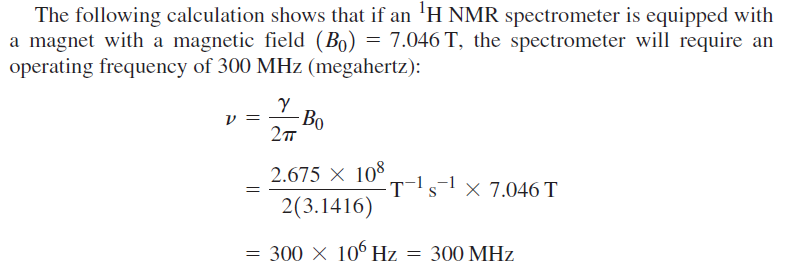 The following calculation shows that if an ¹H NMR spectrometer is equipped with
a magnet with a magnetic field (B₀) = 7.046 T, the spectrometer will require an
operating frequency of 300 MHz (megahertz):
ν = γ/2π B₀
= 2.675 × 10⁸/2(3.1416) T⁻¹ s⁻¹ × 7.046 T
= 300 × 10⁶ Hz = 300 MHz